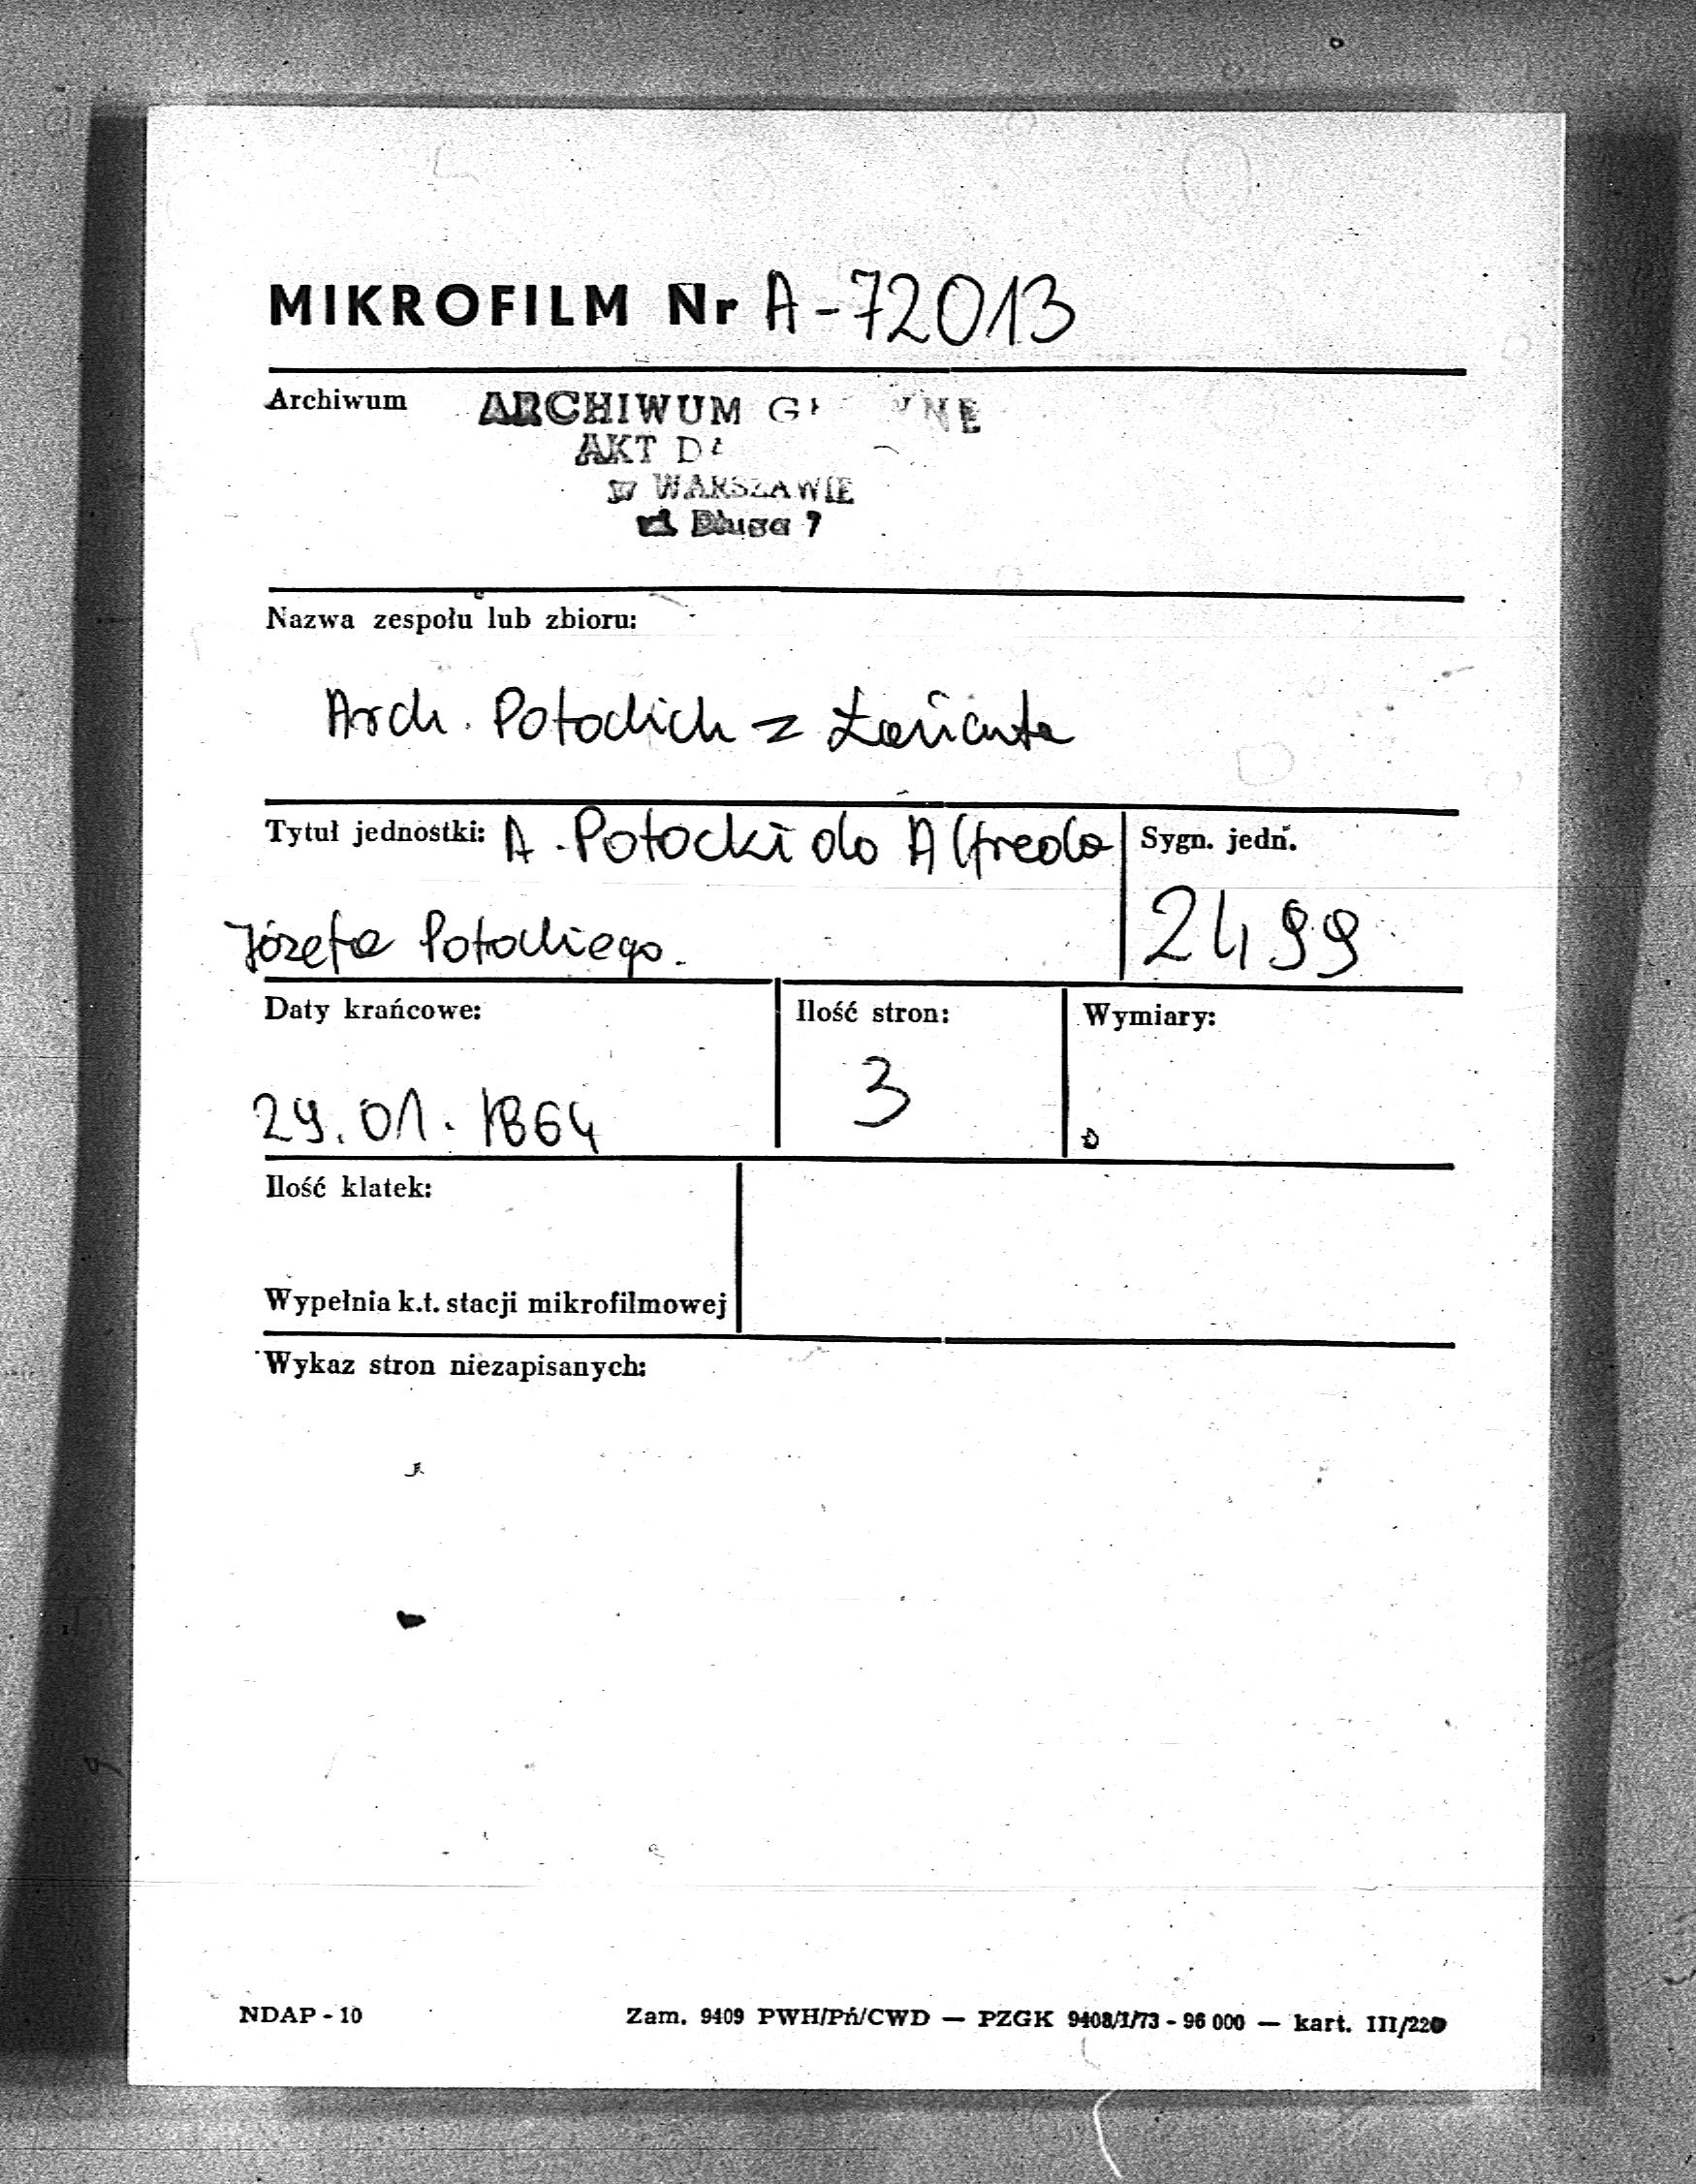 MIKROFILM Nr A-72013
Archiwum ARCHIWUM
AKT
w WARSZAWIE
ul Długa 7
Nazwa zespołu lub zbioru:
Arch. Potockich z Łańcuta
Tytuł jednostki: A. Potocki do Alfreda
Sygn. jedn.
Józefa Potockiego.
2499
Daty krańcowe:
Ilość stron:
Wymiary:
29.01.1864
3
Ilość klatek:
Wypełnia k.t. stacji mikrofilmowej
Wykaz stron niezapisanych:
NDAP - 10
Zam. 9409 PWH/Pń/CWD — PZGK 9408/I/73 - 96 000 — kart. III/220